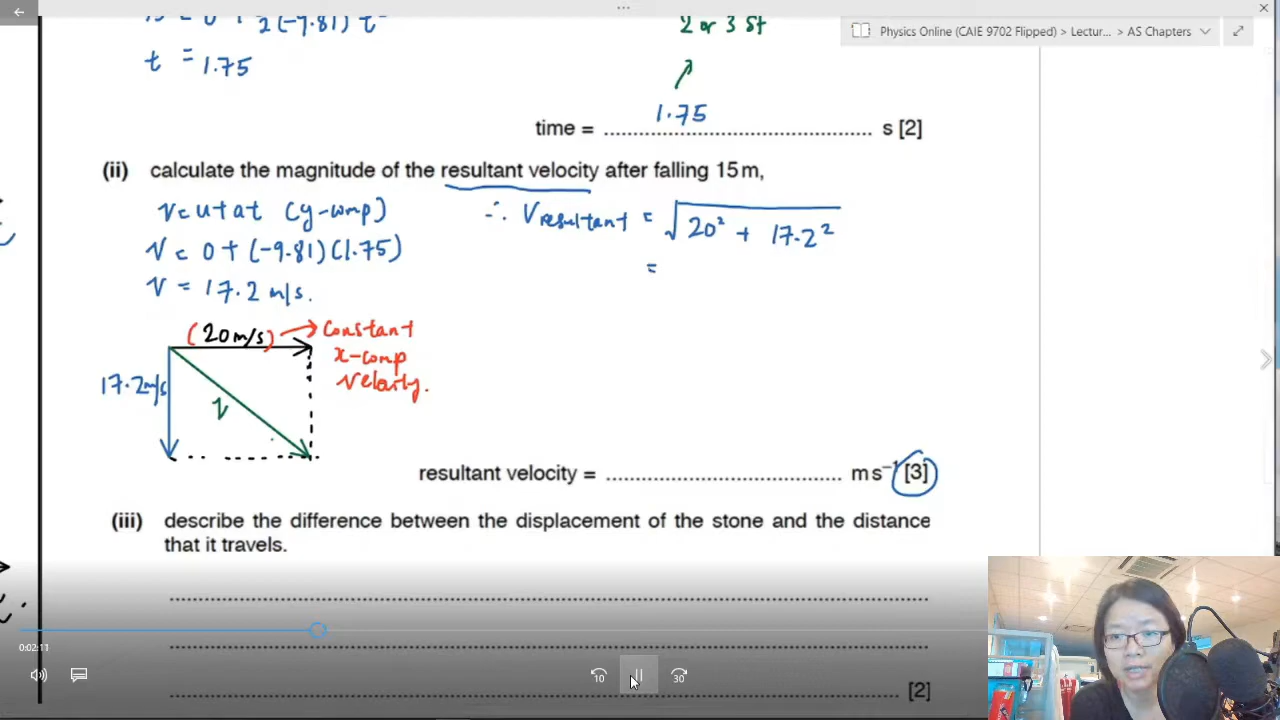 Physics Online (CAIE 9702 Flipped) > Lectur... > AS Chapters
2 or 3 sf
t = 1.75
1.75
time = ............................................................ s [2]
(ii) calculate the magnitude of the resultant velocity after falling 15 m,
v = u + at (y-comp)
v = 0 + (-9.81)(1.75)
v = 17.2 m/s.
∴ Vresultant = √20² + 17.2²
=
(20m/s) → Constant
x-comp
velocity.
17.2m/s
v
resultant velocity = ....................................... m s⁻¹ [3]
(iii) describe the difference between the displacement of the stone and the distance
that it travels.
0:02:11
10
30
[2]